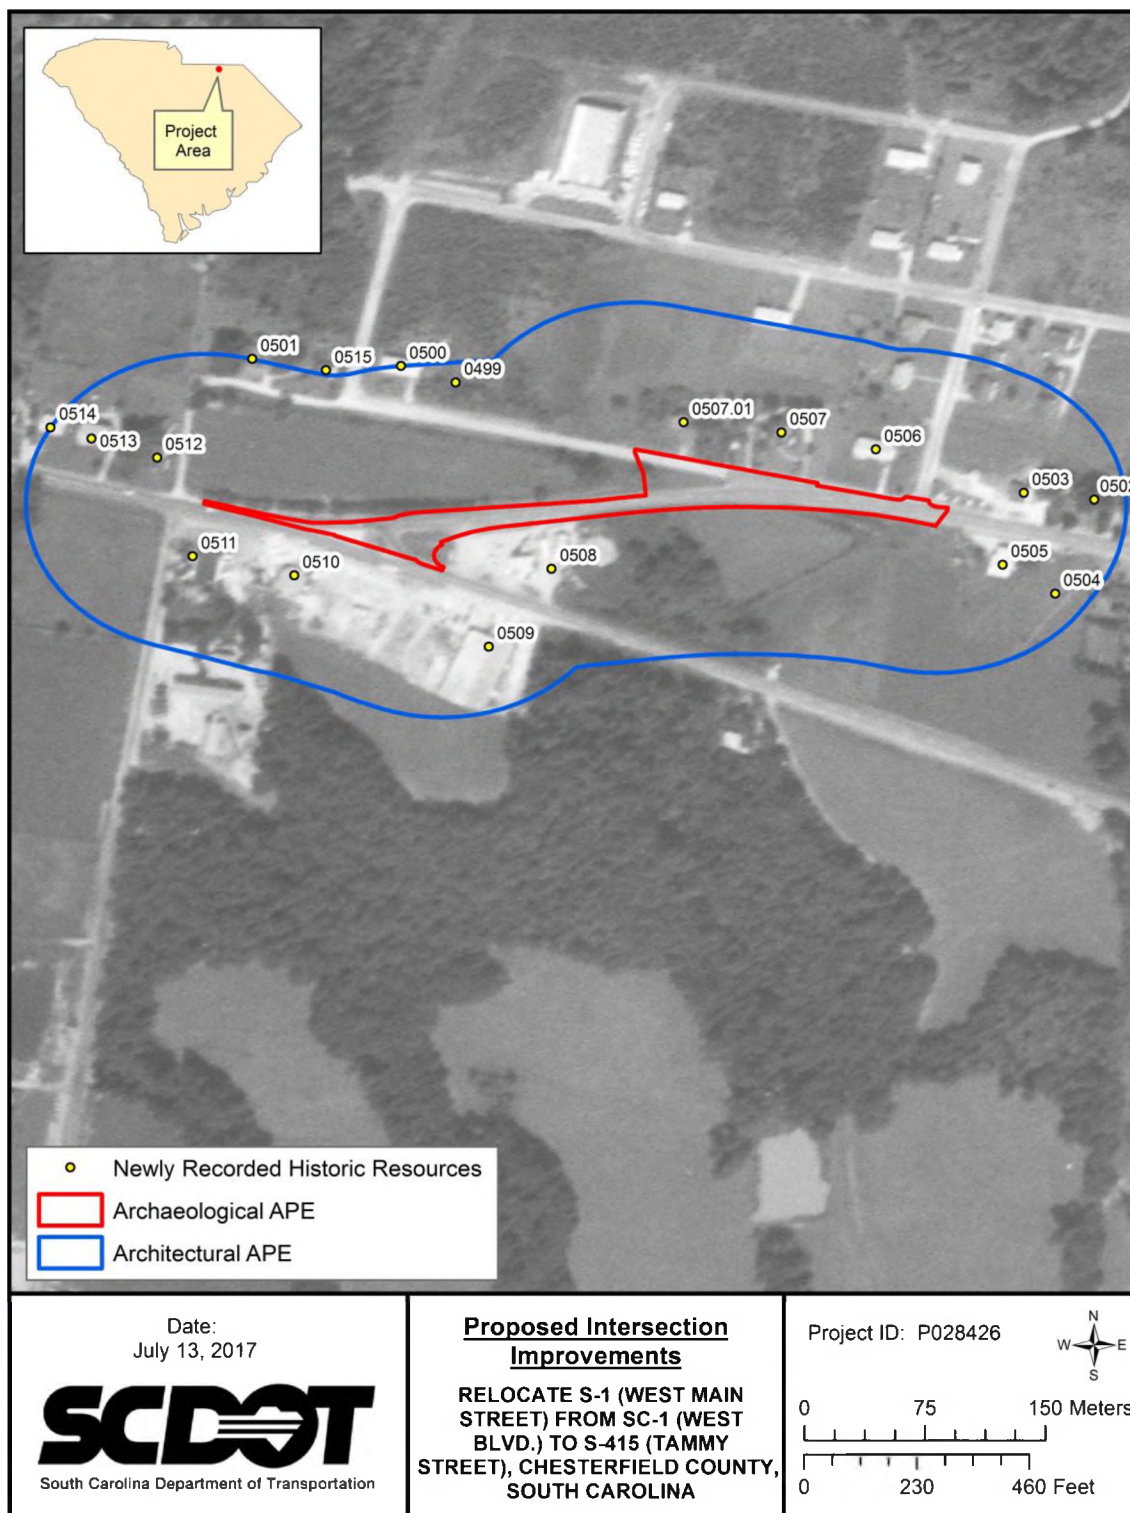 Project
Area
0501
0515
0500
0499
0514
0513
0512
0507.01
0507
0506
0503
0502
0511
0510
0508
0505
0504
0509
Newly Recorded Historic Resources
Archaeological APE
Architectural APE
Date:
July 13, 2017
SCDOT
South Carolina Department of Transportation
Proposed Intersection
Improvements
RELOCATE S-1 (WEST MAIN
STREET) FROM SC-1 (WEST
BLVD.) TO S-415 (TAMMY
STREET), CHESTERFIELD COUNTY,
SOUTH CAROLINA
Project ID: P028426
N
W E
S
0 75 150 Meters
0 230 460 Feet